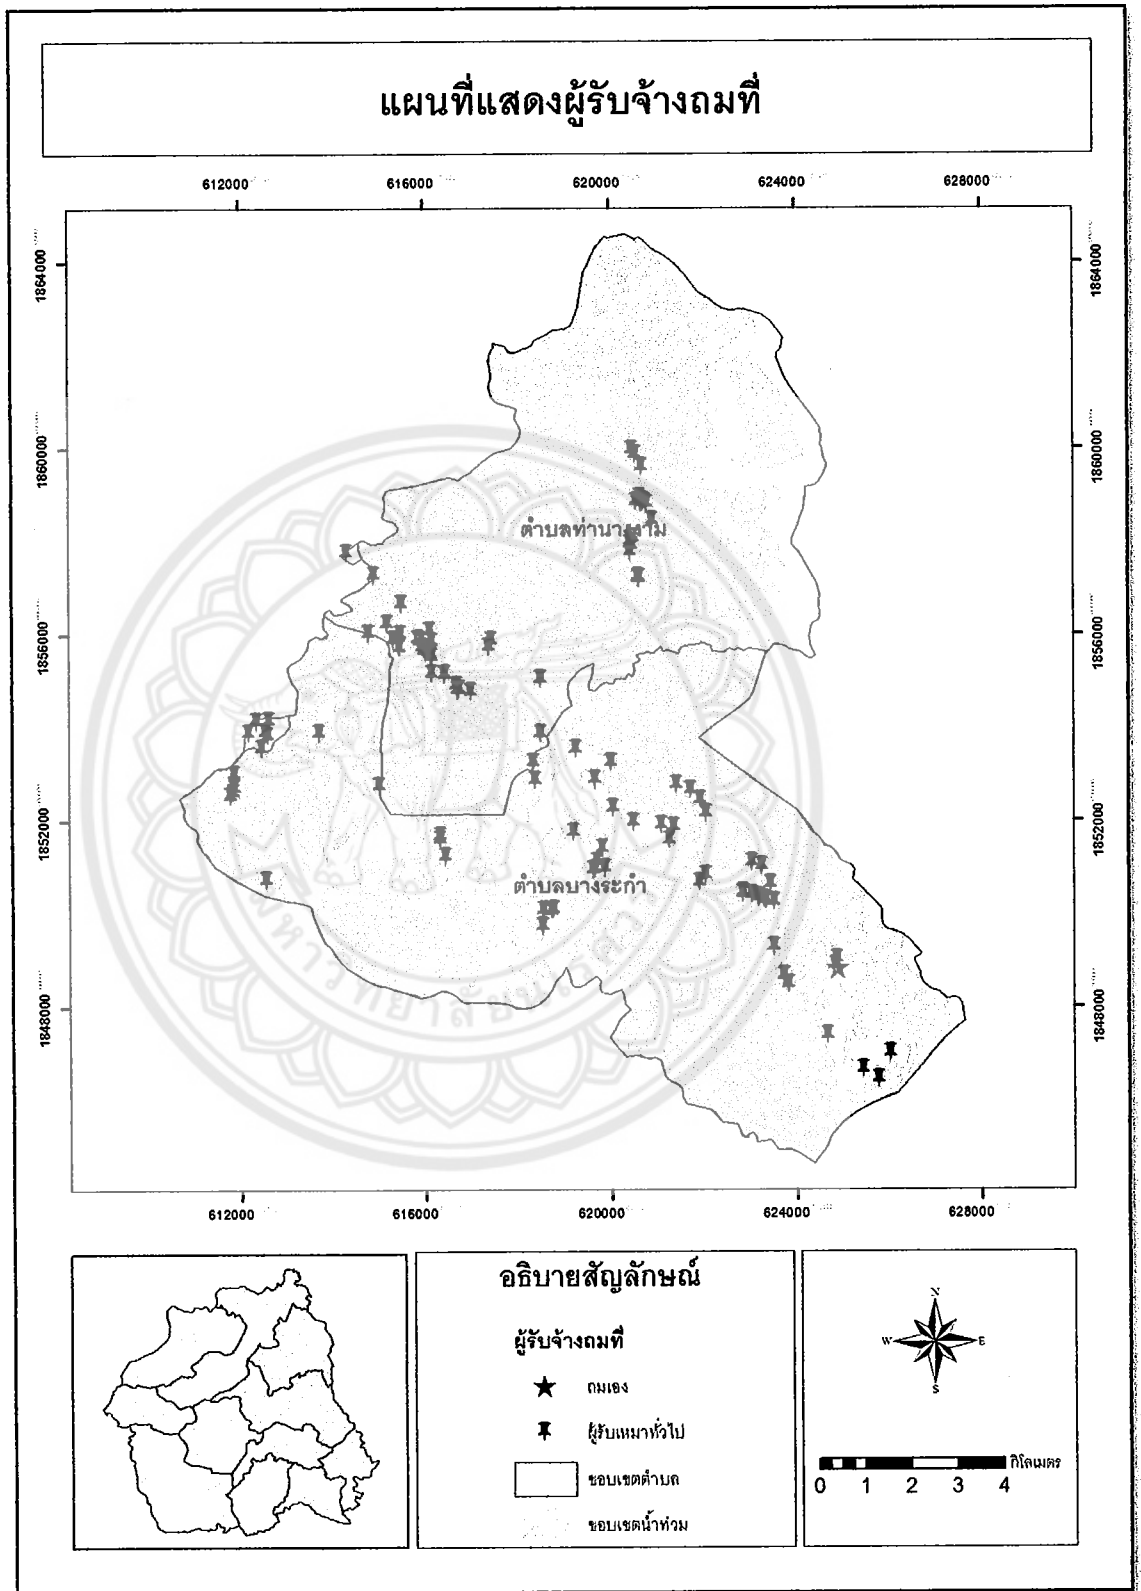 แผนที่แสดงผู้รับจ้างถมที่
612000 616000 620000 624000 628000
1864000 1864000
1860000 1860000
ตำบลท่านางงาม
1856000 1856000
1852000 1852000
ตำบลบางระกำ
1848000 1848000
612000 616000 620000 624000 628000
อธิบายสัญลักษณ์
ผู้รับจ้างถมที่
ถมเอง
ผู้รับเหมาทั่วไป
ขอบเขตตำบล
ขอบเขตน้ำท่วม
N
W E
S
กิโลเมตร
0 1 2 3 4